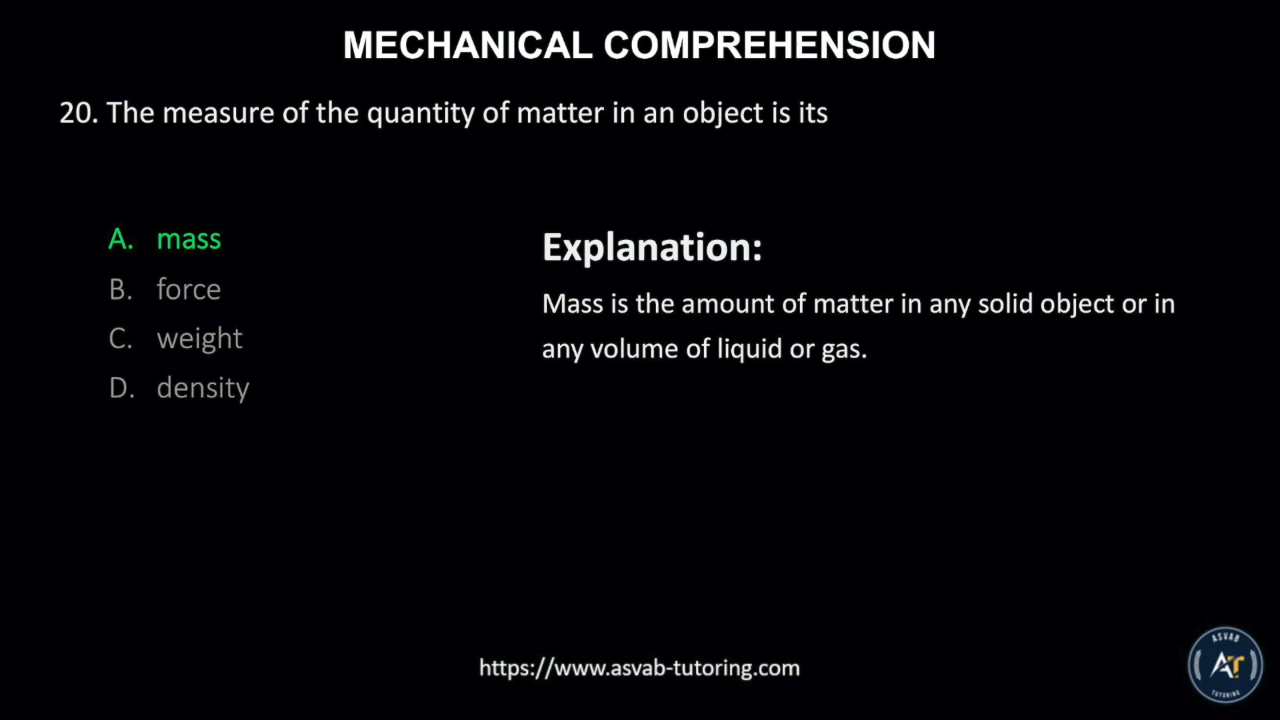 MECHANICAL COMPREHENSION
20. The measure of the quantity of matter in an object is its
A. mass
B. force
C. weight
D. density
Explanation:
Mass is the amount of matter in any solid object or in
any volume of liquid or gas.
https://www.asvab-tutoring.com
ASVAB
AT
TUTORING